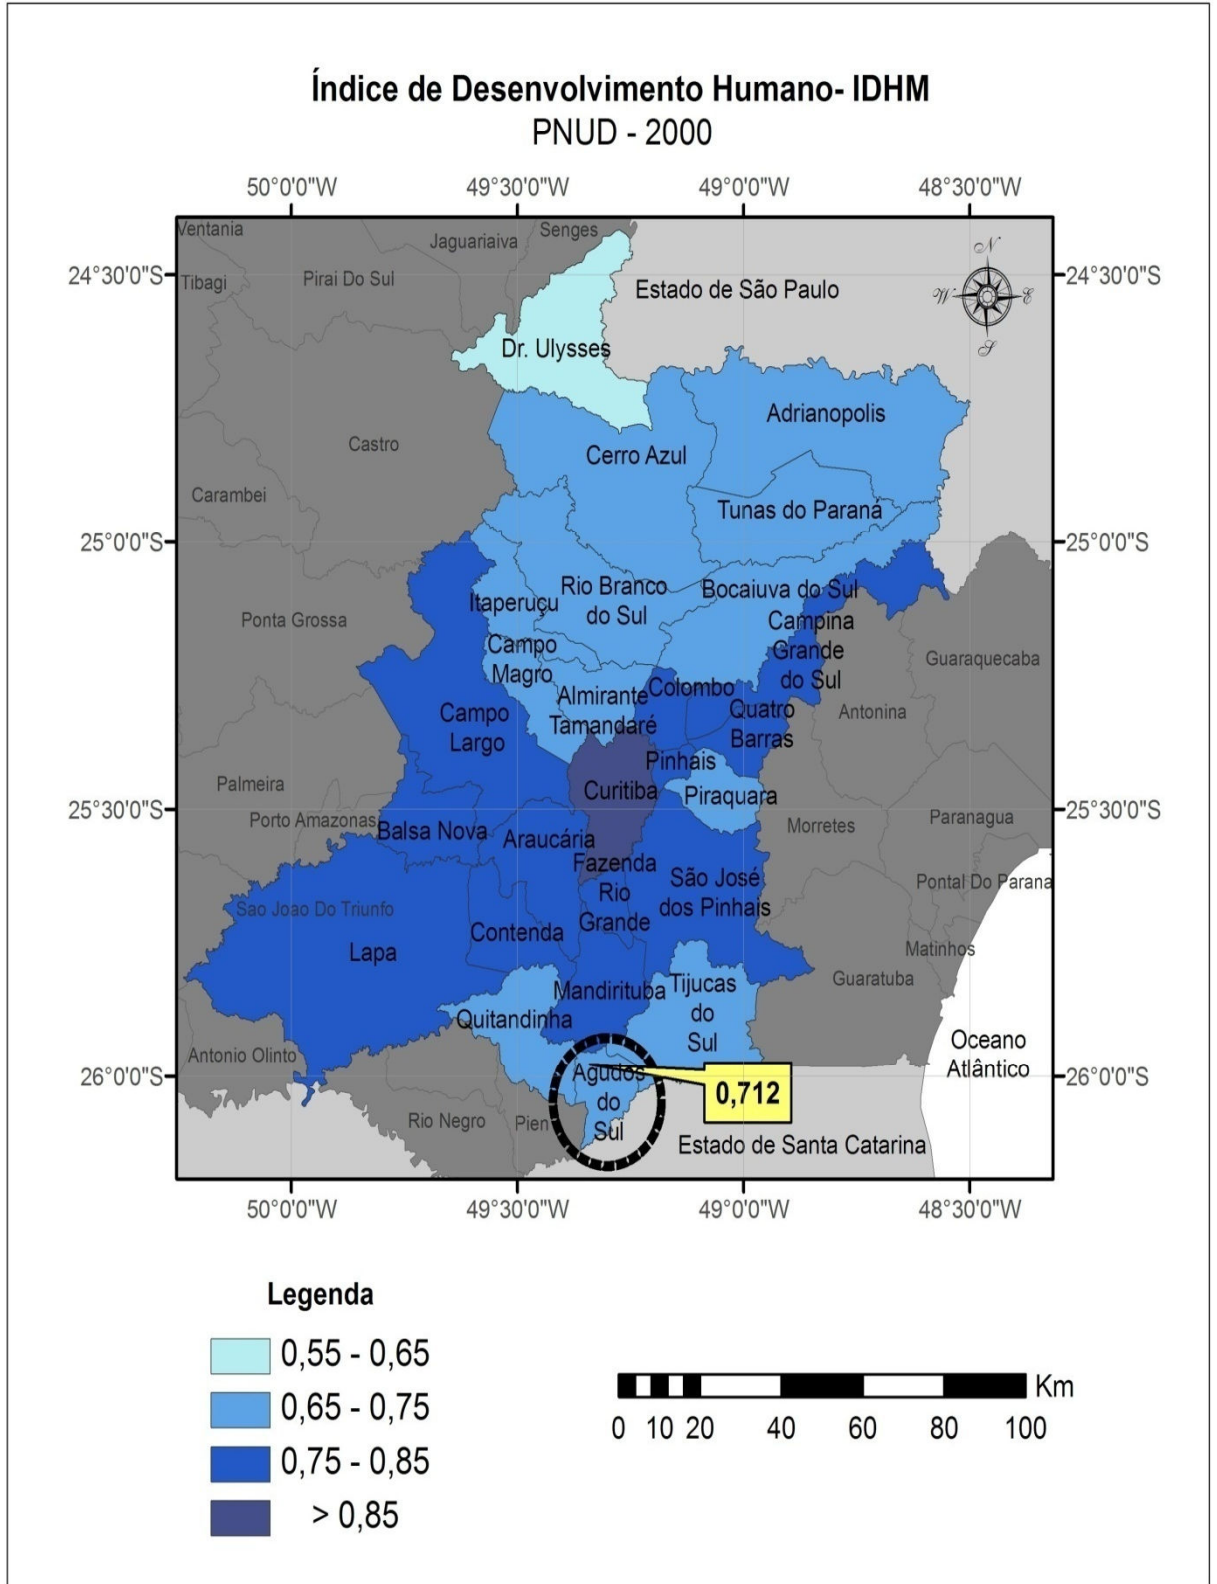 Índice de Desenvolvimento Humano- IDHM
PNUD - 2000
50°0'0"W
49°30'0"W
49°0'0"W
48°30'0"W
Ventania
Jaguariaiva
Senges
N
24°30'0"S
Tibagi
Pirai Do Sul
Estado de São Paulo
W
E
24°30'0"S
S
Dr. Ulysses
Castro
Adrianopolis
Cerro Azul
Carambei
Tunas do Paraná
25°0'0"S
25°0'0"S
Rio Branco
do Sul
Bocaiuva do Sul
Itaperuçu
Campina
Grande
do Sul
Ponta Grossa
Campo
Magro
Guaraquecaba
Almirante
Tamandaré
Colombo
Quatro
Barras
Antonina
Campo
Largo
Pinhais
Palmeira
Curitiba
Piraquara
25°30'0"S
25°30'0"S
Porto Amazonas
Balsa Nova
Araucária
Morretes
Paranagua
Fazenda
Rio
Grande
São José
dos Pinhais
Pontal Do Parana
Sao Joao Do Triunfo
Contenda
Lapa
Matinhos
Guaratuba
Mandirituba
Tijucas
do
Sul
Quitandinha
Oceano
Atlântico
Antonio Olinto
26°0'0"S
26°0'0"S
Agudos
do
Sul
0,712
Rio Negro
Pien
Estado de Santa Catarina
50°0'0"W
49°30'0"W
49°0'0"W
48°30'0"W
Legenda
0,55 - 0,65
0,65 - 0,75
0,75 - 0,85
> 0,85
Km
0 10 20 40 60 80 100